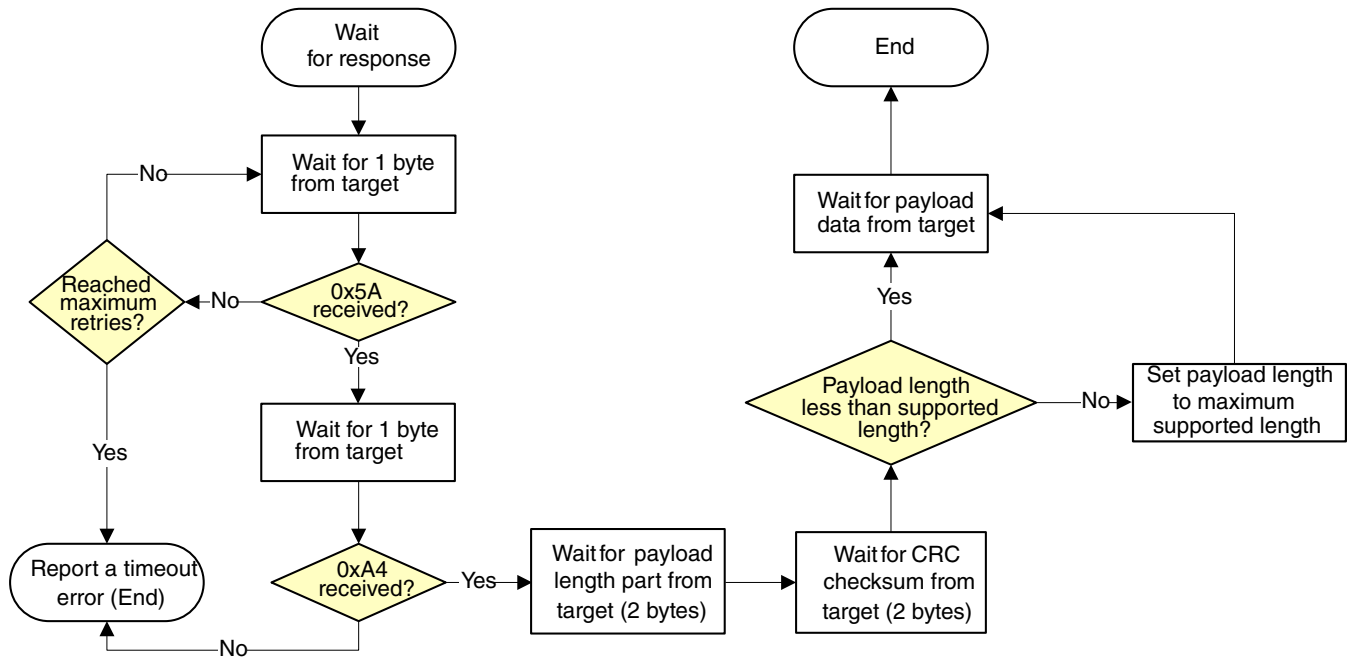 Wait
for response
Wait for 1 byte
from target
No
Reached
maximum
retries?
No
0x5A
received?
Yes
Wait for 1 byte
from target
Yes
Report a timeout
error (End)
0xA4
received?
No
Yes
Wait for payload
length part from
target (2 bytes)
Wait for CRC
checksum from
target (2 bytes)
Payload length
less than supported
length?
No
Set payload length
to maximum
supported length
Yes
Wait for payload
data from target
End